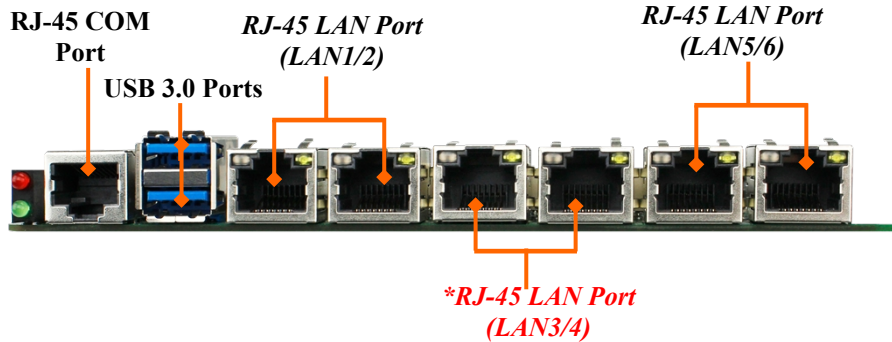 RJ-45 COM
Port
USB 3.0 Ports
RJ-45 LAN Port
(LAN1/2)
RJ-45 LAN Port
(LAN5/6)
*RJ-45 LAN Port
(LAN3/4)